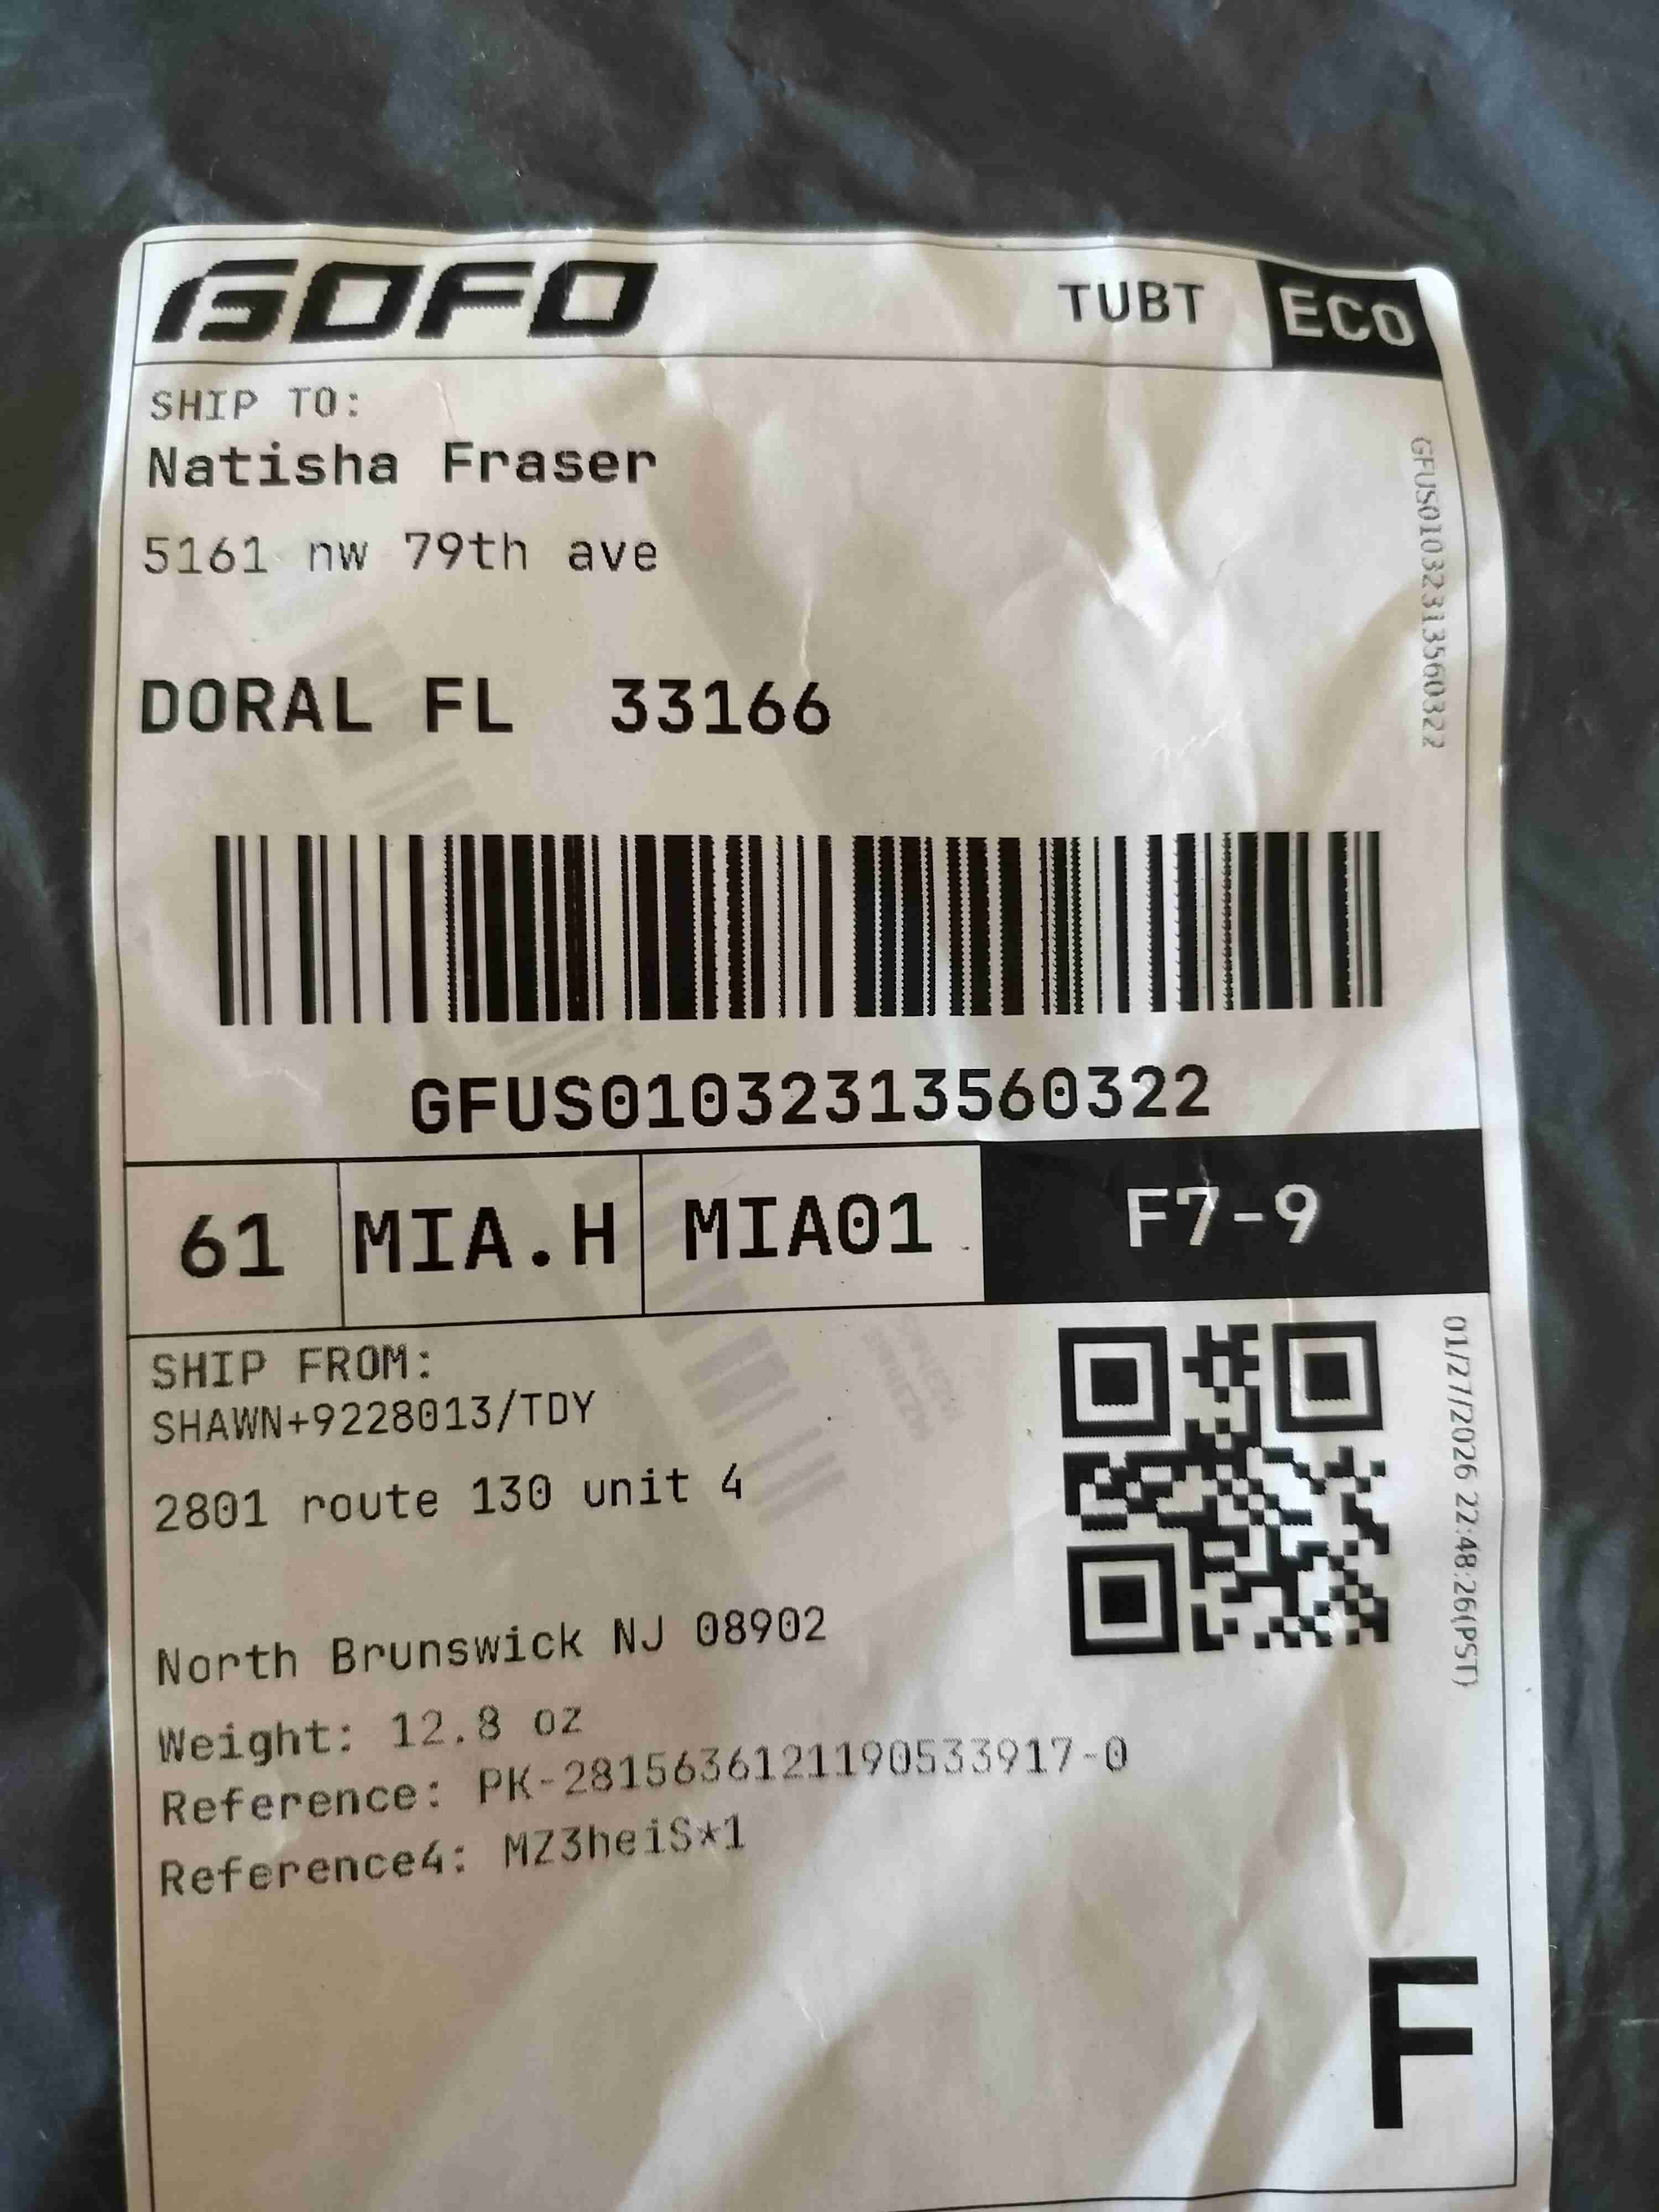 GOFO
TUBT
ECO
SHIP TO:
Natisha Fraser
5161 nw 79th ave
DORAL FL 33166
GFUS01032313560322
GFUS01032313560322
61
MIA.H
MIA01
F7-9
SHIP FROM:
SHAWN+9228013/TDY
2801 route 130 unit 4
North Brunswick NJ 08902
01/27/2026 22:48:26(PST)
Weight: 12.8 oz
Reference: PK-2815636121190533917-0
Reference4: MZ3heiS*1
F